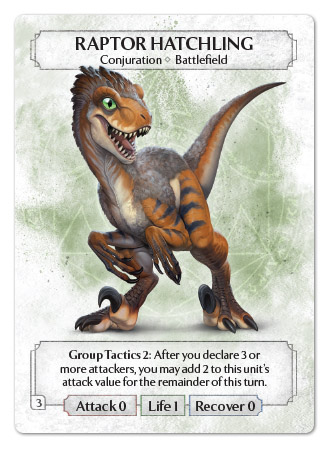 RAPTOR HATCHLING
Conjuration ◇ Battlefield
Group Tactics 2: After you declare 3 or
more attackers, you may add 2 to this unit's
attack value for the remainder of this turn.
3 Attack 0 Life 1 Recover 0